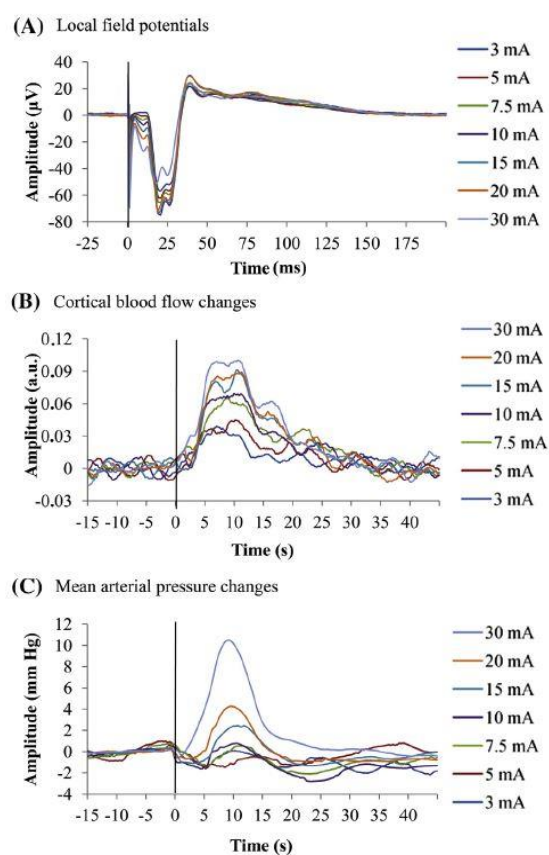 (A) Local field potentials
40
20
0
-20
-40
-60
-80
Amplitude (µV)
-25 0 25 50 75 100 125 150 175
Time (ms)
3 mA
5 mA
7.5 mA
10 mA
15 mA
20 mA
30 mA
(B) Cortical blood flow changes
0.12
0.09
0.06
0.03
0
-0.03
Amplitude (a.u.)
-15 -10 -5 0 5 10 15 20 25 30 35 40
Time (s)
30 mA
20 mA
15 mA
10 mA
7.5 mA
5 mA
3 mA
(C) Mean arterial pressure changes
12
10
8
6
4
2
0
-2
-4
Amplitude (mm Hg)
-15 -10 -5 0 5 10 15 20 25 30 35 40
Time (s)
30 mA
20 mA
15 mA
10 mA
7.5 mA
5 mA
3 mA